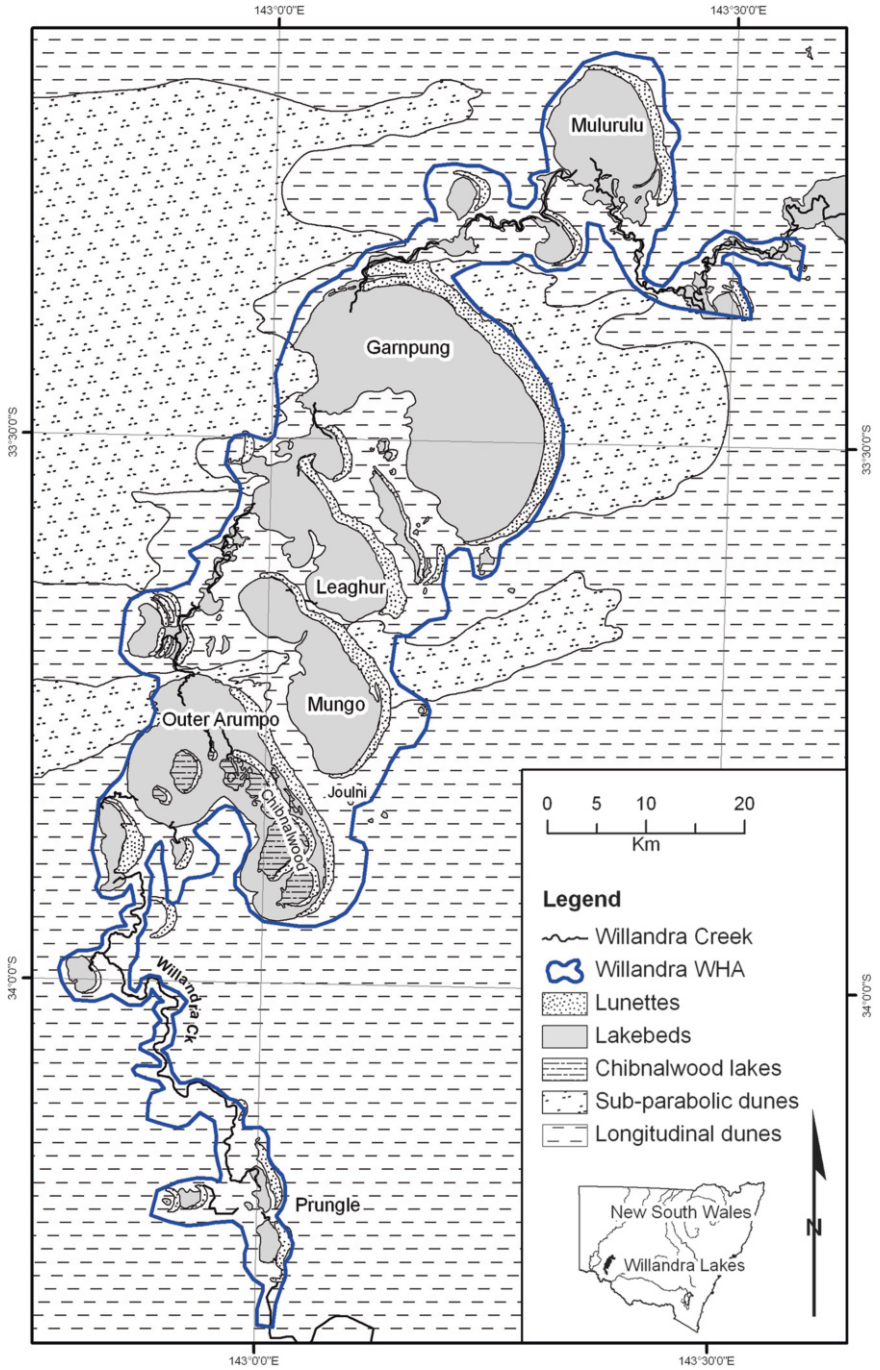 143°0'0"E
143°30'0"E
Mulurulu
Garnpung
33°30'0"S
33°30'0"S
Leaghur
Mungo
Outer Arumpo
Joulni
Chibnalwood
0 5 10 20
Km
Legend
Willandra Creek
Willandra WHA
Lunettes
Lakebeds
Chibnalwood lakes
Sub-parabolic dunes
Longitudinal dunes
34°0'0"S
34°0'0"S
Willandra Ck
Prungle
New South Wales
Willandra Lakes
N
143°0'0"E
143°30'0"E